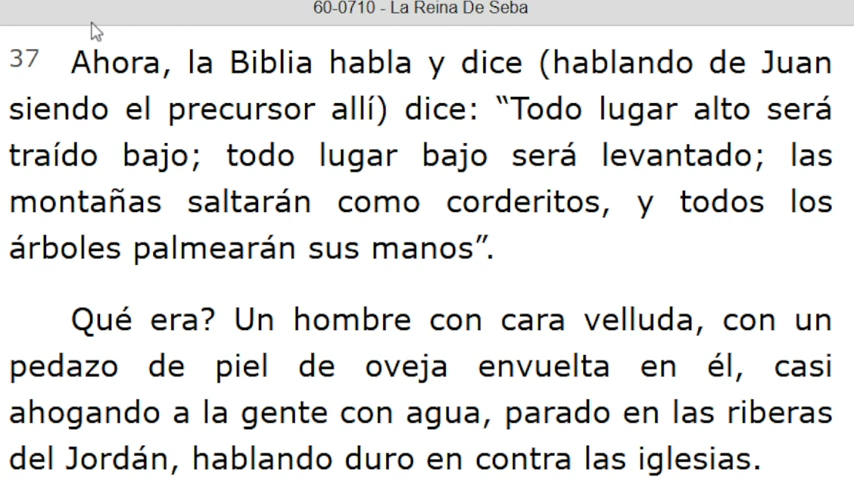 60-0710 - La Reina De Seba
37 Ahora, la Biblia habla y dice (hablando de Juan
siendo el precursor allí) dice: “Todo lugar alto será
traído bajo; todo lugar bajo será levantado; las
montañas saltarán como corderitos, y todos los
árboles palmearán sus manos”.
Qué era? Un hombre con cara velluda, con un
pedazo de piel de oveja envuelta en él, casi
ahogando a la gente con agua, parado en las riberas
del Jordán, hablando duro en contra las iglesias.